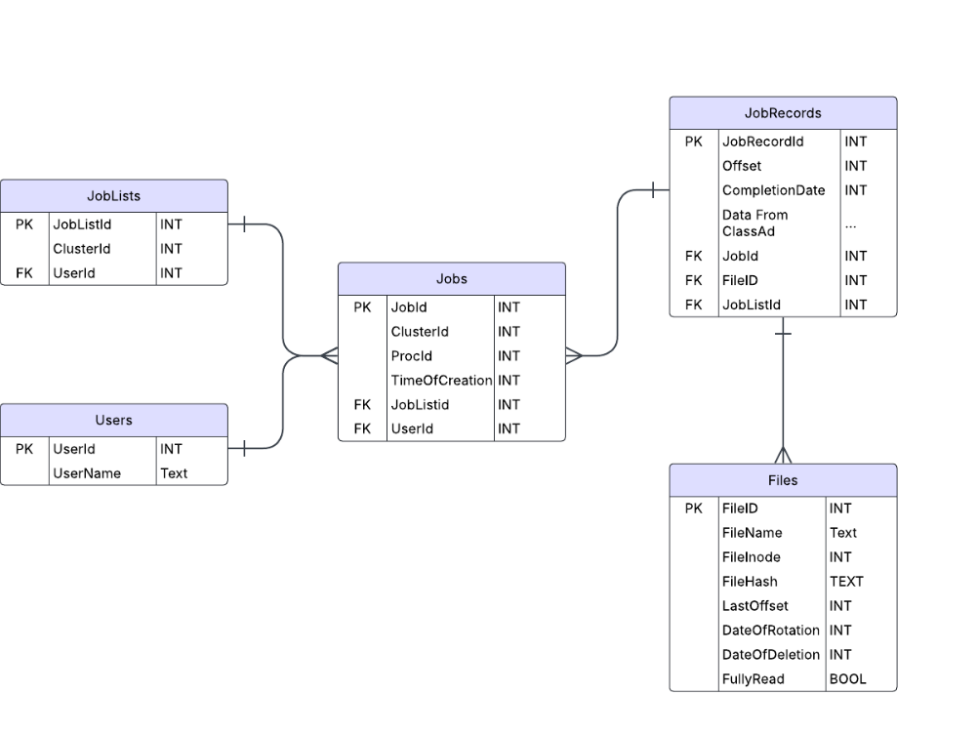 JobLists
PK JobListId INT
ClusterId INT
FK UserId INT
Users
PK UserId INT
UserName Text
Jobs
PK JobId INT
ClusterId INT
ProcId INT
TimeOfCreation INT
FK JobListid INT
FK UserId INT
JobRecords
PK JobRecordId INT
Offset INT
CompletionDate INT
Data From
ClassAd ...
FK JobId INT
FK FileID INT
FK JobListId INT
Files
PK FileID INT
FileName Text
FileInode INT
FileHash TEXT
LastOffset INT
DateOfRotation INT
DateOfDeletion INT
FullyRead BOOL